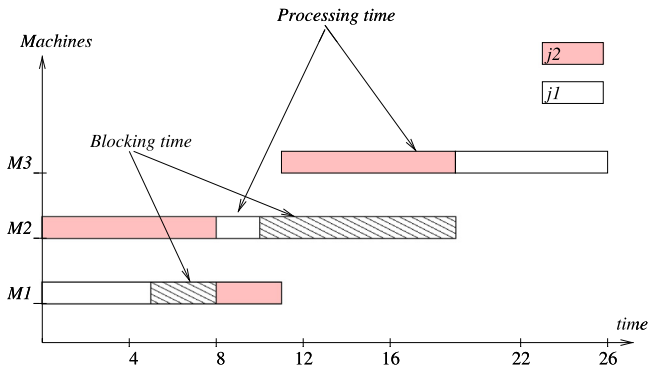 Processing time
Machines
j2
j1
Blocking time
M3
M2
M1
time
4 8 12 16 22 26